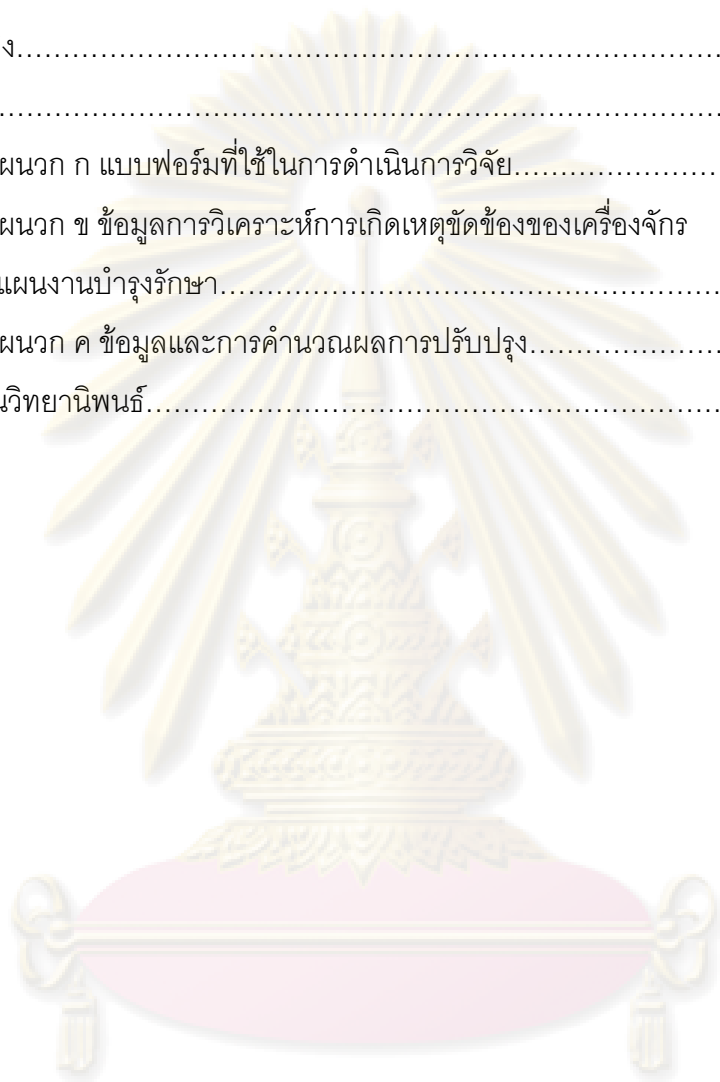 ง……………………………………………………………………
……………………………………………………………………
ผนวก ก แบบฟอร์มที่ใช้ในการดำเนินการวิจัย…………………
ผนวก ข ข้อมูลการวิเคราะห์การเกิดเหตุขัดข้องของเครื่องจักร
แผนงานบำรุงรักษา………………………………………………
ผนวก ค ข้อมูลและการคำนวณผลการปรับปรุง………………
นวิทยานิพนธ์………………………………………………………